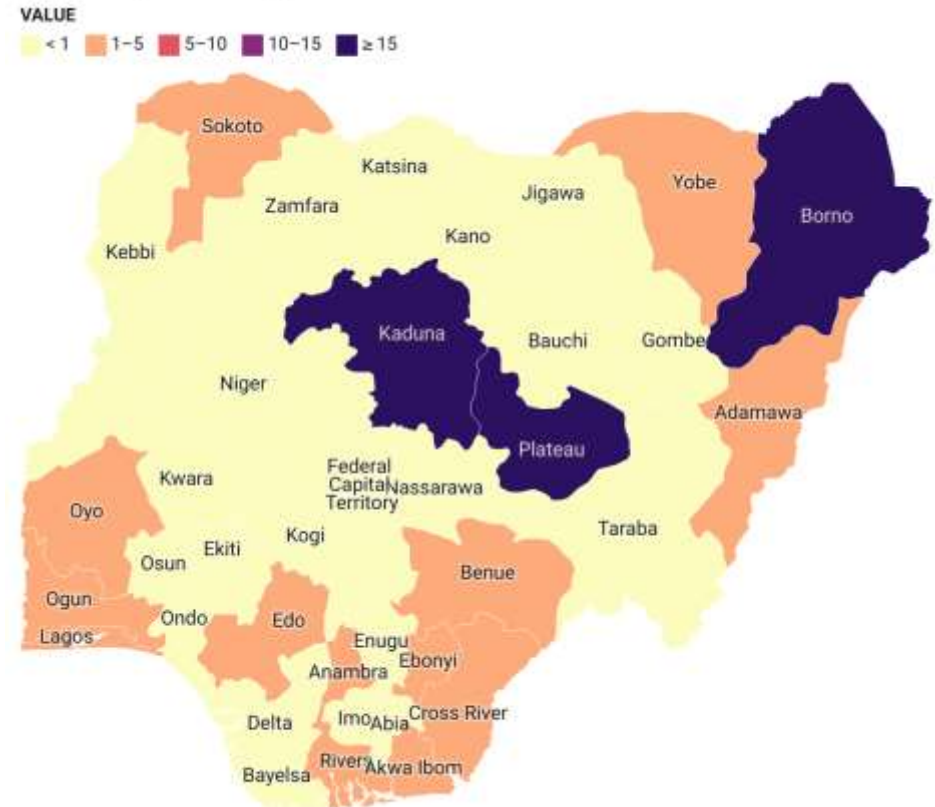 VALUE
< 1 1–5 5–10 10–15 ≥ 15
Sokoto
Katsina
Yobe
Jigawa
Zamfara
Borno
Kano
Kebbi
Kaduna
Bauchi
Gombe
Niger
Adamawa
Plateau
Federal
Capital
Territory
Nassarawa
Kwara
Oyo
Taraba
Kogi
Ekiti
Osun
Benue
Ogun
Ondo
Edo
Lagos
Enugu
Ebonyi
Anambra
Cross River
Imo
Abia
Delta
Rivers
Akwa Ibom
Bayelsa